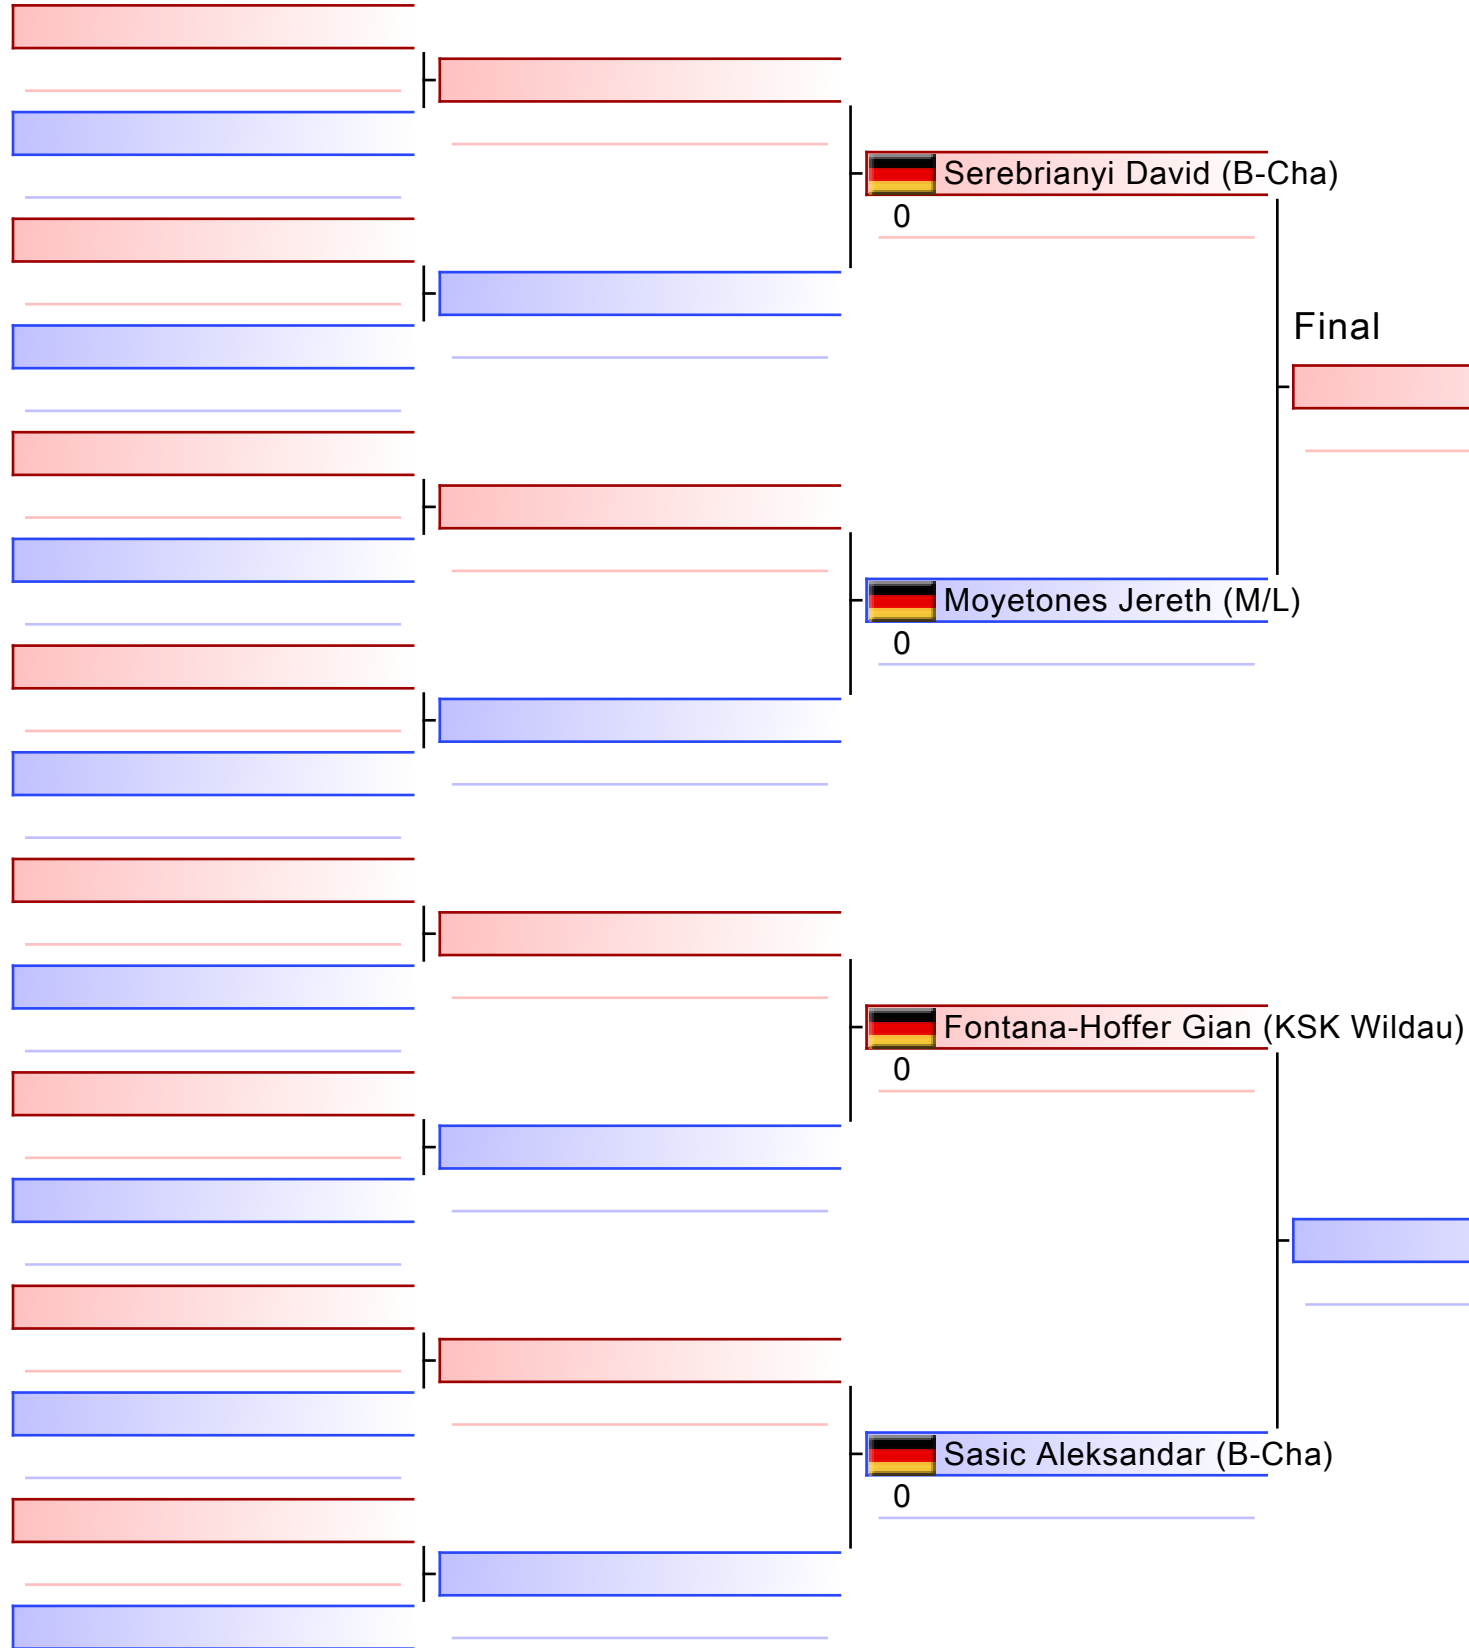 Serebrianyi David (B-Cha)
0
Final
Moyetones Jereth (M/L)
0
Fontana-Hoffer Gian (KSK Wildau)
0
Sasic Aleksandar (B-Cha)
0